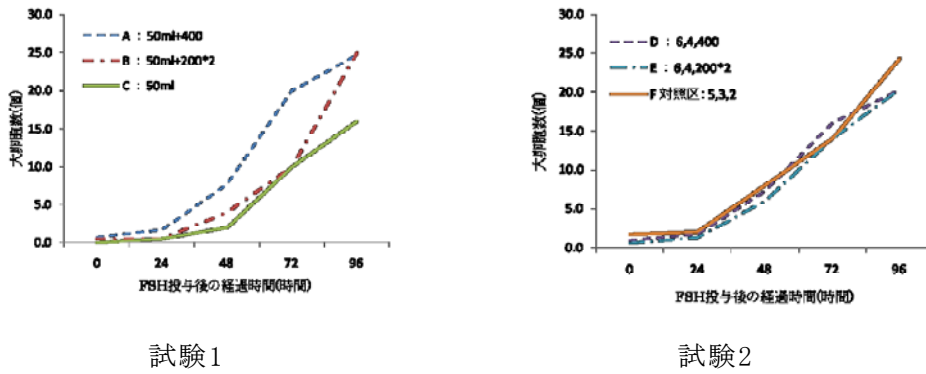 30.0
25.0
20.0
15.0
10.0
5.0
0.0
大卵胞数(個)
A ： 50ml+400
B ： 50ml+200*2
C ： 50ml
0 24 48 72 96
FSH投与後の経過時間(時間)
試験1
30.0
25.0
20.0
15.0
10.0
5.0
0.0
大卵胞数(個)
D ： 6,4,400
E ： 6,4,200*2
F 対照区：5,3,2
0 24 48 72 96
FSH投与後の経過時間(時間)
試験2